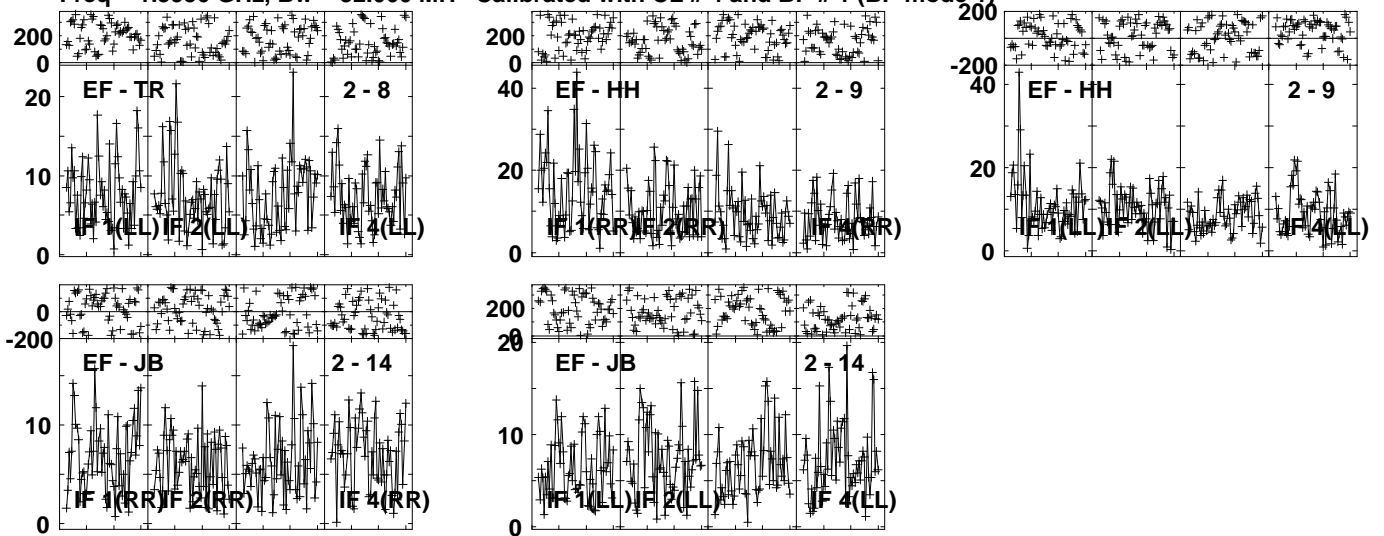 200
0
EF - TR 2 - 8
20
10
0
IF 1(LL) IF 2(LL) IF 4(LL)
200
0
EF - HH 2 - 9
40
20
0
IF 1(RR) IF 2(RR) IF 4(RR)
200
-200
EF - HH 2 - 9
40
20
0
IF 1(LL) IF 2(LL) IF 4(LL)
0
-200
EF - JB 2 - 14
10
0
IF 1(RR) IF 2(RR) IF 4(RR)
200
0
20
EF - JB 2 - 14
10
0
IF 1(LL) IF 2(LL) IF 4(LL)